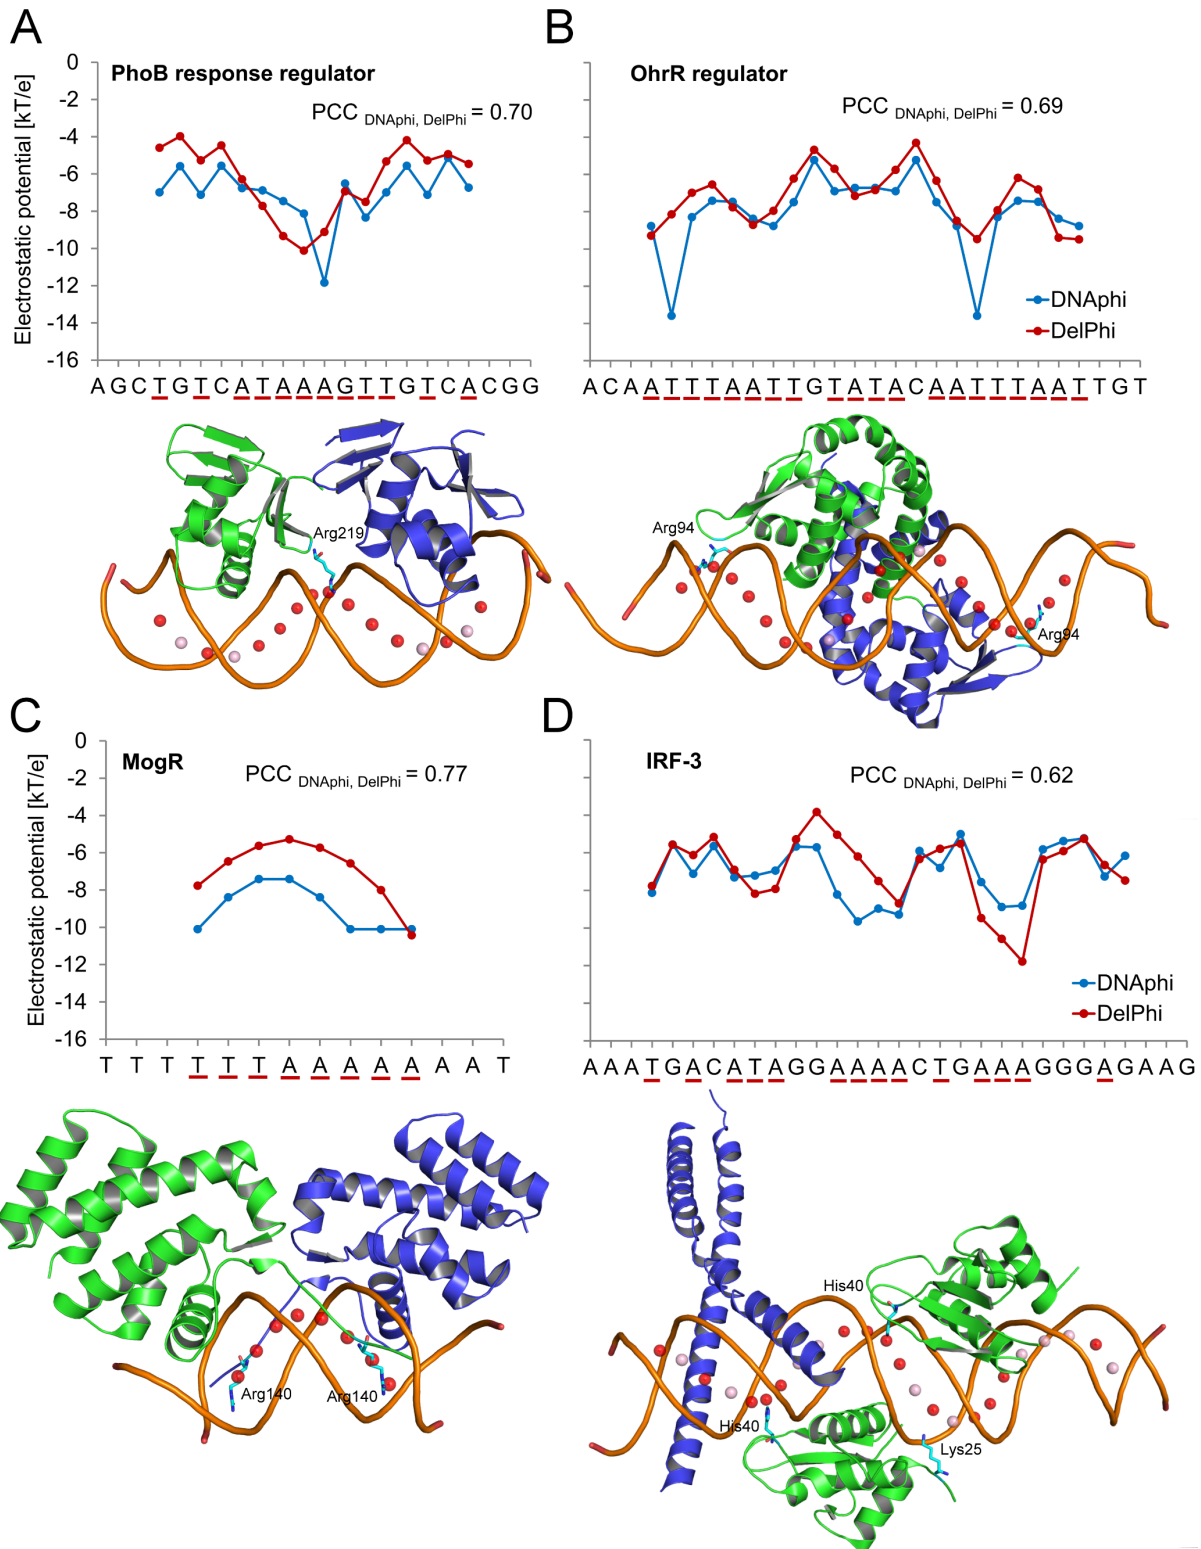 A
PhoB response regulator
PCC DNAphi, DelPhi = 0.70
Electrostatic potential [kT/e]
0
-2
-4
-6
-8
-10
-12
-14
-16
A G C T G T C A T A A A G T T G T C A C G G
Arg219
B
OhrR regulator
PCC DNAphi, DelPhi = 0.69
DNAphi
DelPhi
A C A A T T T A A T T G T A T A C A A T T T A A T T G T
Arg94
Arg94
C
MogR
PCC DNAphi, DelPhi = 0.77
Electrostatic potential [kT/e]
0
-2
-4
-6
-8
-10
-12
-14
-16
T T T T T T A A A A A A A T
Arg140
Arg140
D
IRF-3
PCC DNAphi, DelPhi = 0.62
DNAphi
DelPhi
A A A T G A C A T A G G A A A A C T G A A A G G G A G A A G
His40
His40
Lys25